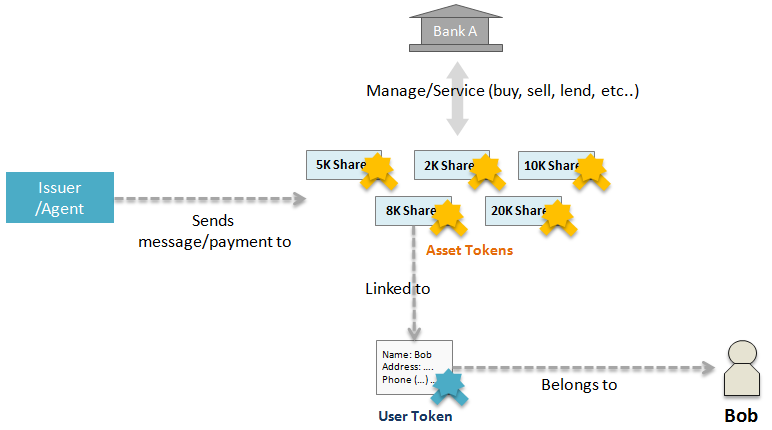 Bank A
Manage/Service (buy, sell, lend, etc..)
5K Share
2K Share
10K Share
Issuer
/Agent
8K Share
20K Share
Sends
message/payment to
Asset Tokens
Linked to
Name: Bob
Address: ....
Phone (...) ..
Belongs to
User Token
Bob